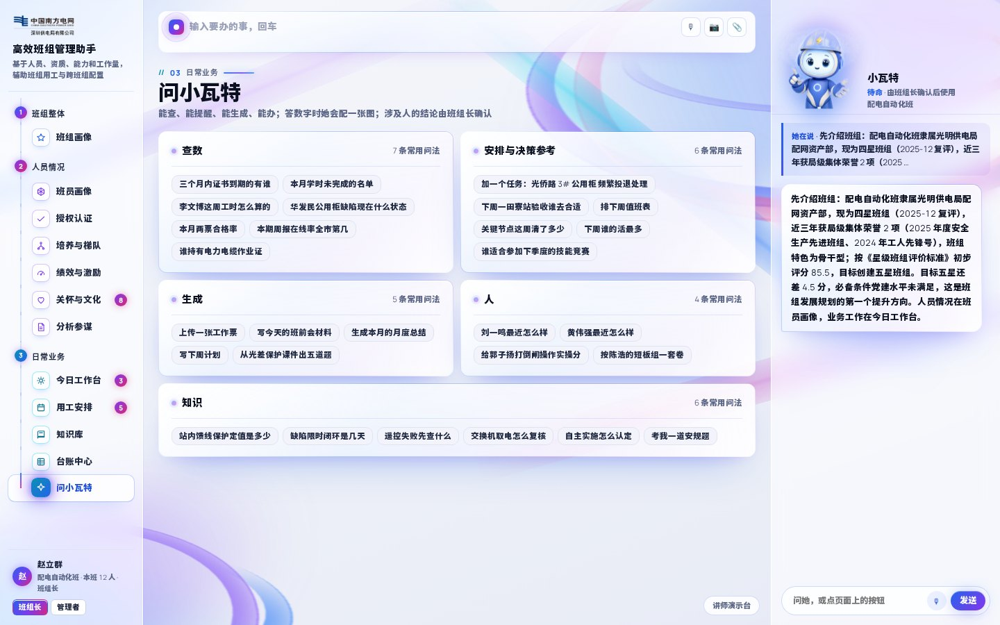 中国南方电网
CHINA SOUTHERN POWER GRID
深圳供电局有限公司
高效班组管理助手
基于人员、资质、能力和工作量，
辅助班组用工与跨班组配置
1 班组整体
班组画像
2 人员情况
班员画像
授权认证
培养与梯队
绩效与激励
关怀与文化 8
分析参谋
3 日常业务
今日工作台 3
用工安排 5
知识库
台账中心
问小瓦特
赵 赵立群
配电自动化班 · 本班 12 人 ·
班组长
班组长 管理者
输入要办的事，回车
// 03 日常业务
问小瓦特
能查、能提醒、能生成、能办；答数字时她会配一张图；涉及人的结论由班组长确认
查数 7 条常用问法
三个月内证书到期的有谁 本月学时未完成的名单
李文博这周工时怎么算的 华发民公用柜缺陷现在什么状态
本月两票合格率 本期周报在线率全市第几
谁持有电力电缆作业证
安排与决策参考 6 条常用问法
加一个任务：光侨路 3# 公用柜频繁投退处理
下周一田寮站验收谁去合适 排下周值班表
关键节点这周清了多少 下周谁的活最多
谁适合参加下季度的技能竞赛
生成 5 条常用问法
上传一张工作票 写今天的班前会材料 生成本月的月度总结
写下周计划 从光差保护课件出五道题
人 4 条常用问法
刘一鸣最近怎么样 黄伟强最近怎么样
给郭子扬打倒闸操作实操分 按陈浩的短板组一套卷
知识 6 条常用问法
站内馈线保护定值是多少 缺陷限时闭环是几天 遥控失败先查什么 交换机取电怎么复核 自主实施怎么认定 考我一道安规题
讲师演示台
小瓦特
待命 · 由班组长确认后使用
配电自动化班
她在说 · 先介绍班组：配电自动化班隶属光明供电局
配网资产部，现为四星班组（2025-12 复评），近三
年获局级集体荣誉 2 项（2025 …
先介绍班组：配电自动化班隶属光明供电局配
网资产部，现为四星班组（2025-12 复评），
近三年获局级集体荣誉 2 项（2025 年度安全
生产先进班组、2024 年工人先锋号），班组
特色为骨干型；按《星级班组评价标准》初步
评分 85.5，目标创建五星班组。目标五星还
差 4.5 分，必备条件党建水平未满足，这是班
组发展规划的第一个提升方向。人员情况在班
员画像，业务工作在今日工作台。
问她，或点页面上的按钮 发送